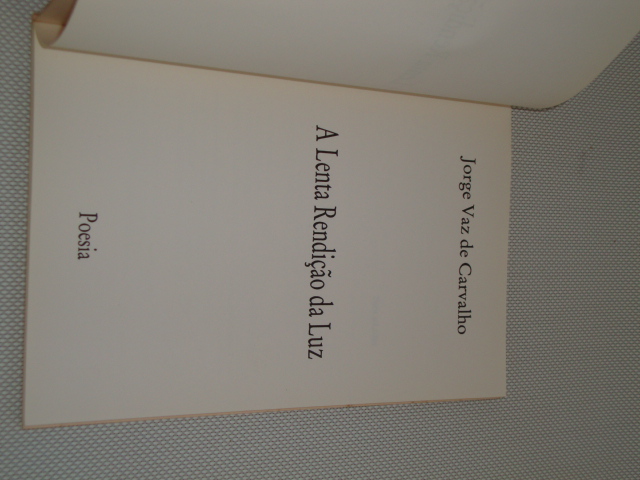 Jorge Vaz de Carvalho
A Lenta Rendição da Luz
Poesia